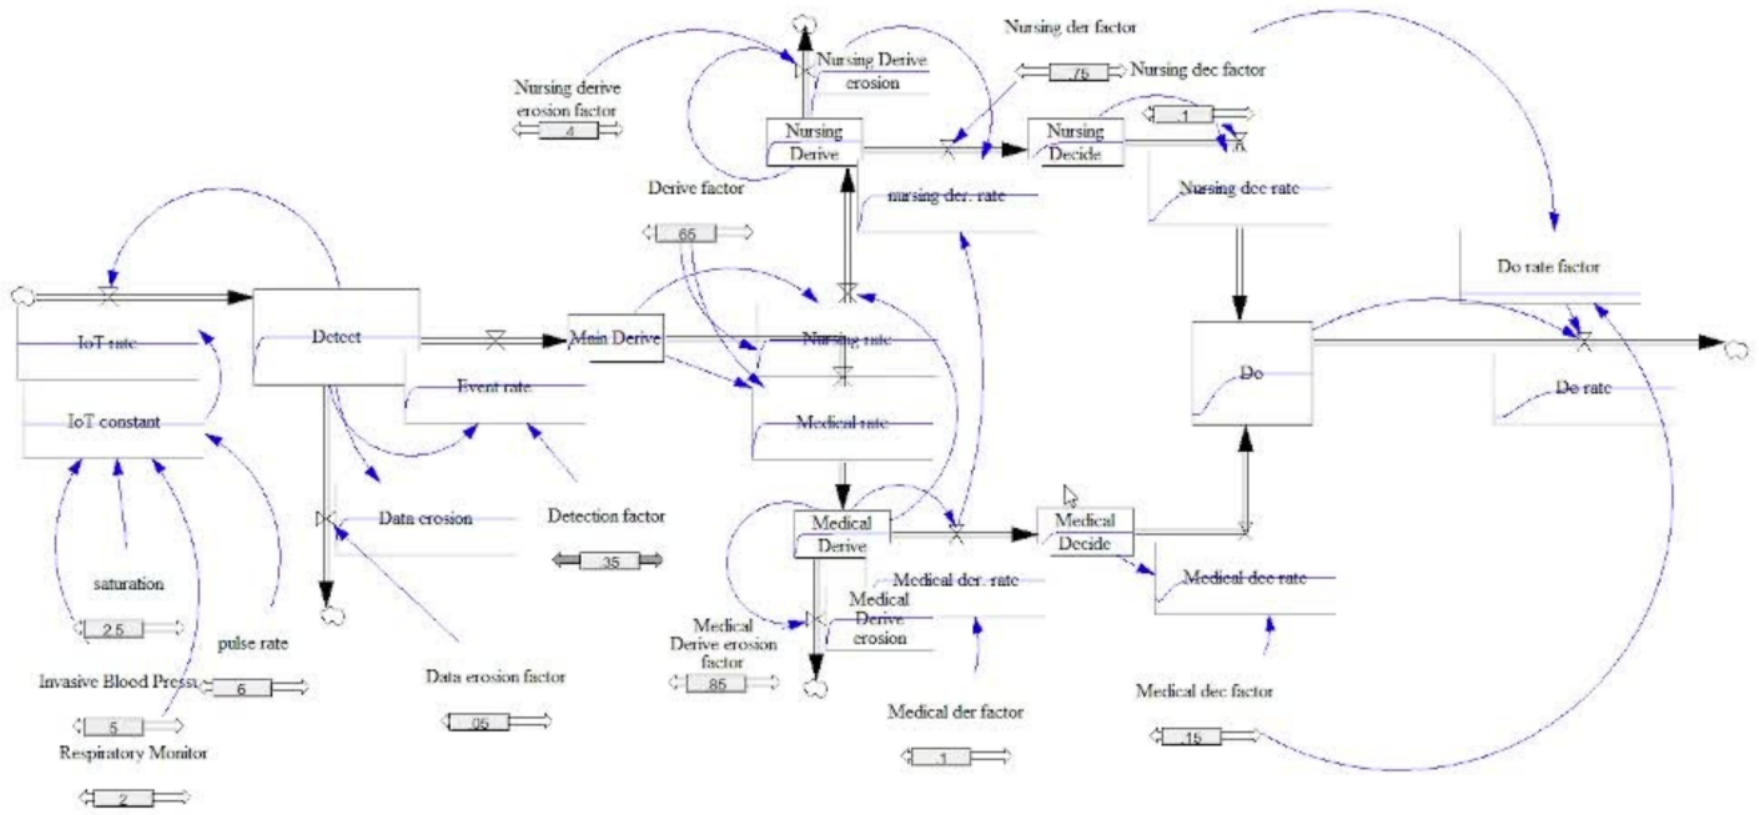 Nursing der factor
Nursing derive
erosion factor
.4
Nursing Derive
erosion
.75
Nursing dec factor
.1
Nursing
Derive
Nursing
Decide
Derive factor
.65
nursing der. rate
Nursing dec rate
Do rate factor
IoT rate
Detect
Main Derive
Nursing rate
Do
Do rate
Event rate
IoT constant
Medical rate
Data erosion
Detection factor
.35
Medical
Derive
Medical
Decide
Medical der. rate
Medical dec rate
Medical
Derive
erosion
saturation
2.5
pulse rate
6
Invasive Blood Pressu
5
Respiratory Monitor
2
Data erosion factor
.05
Medical
Derive erosion
factor
.85
Medical der factor
.1
Medical dec factor
.15